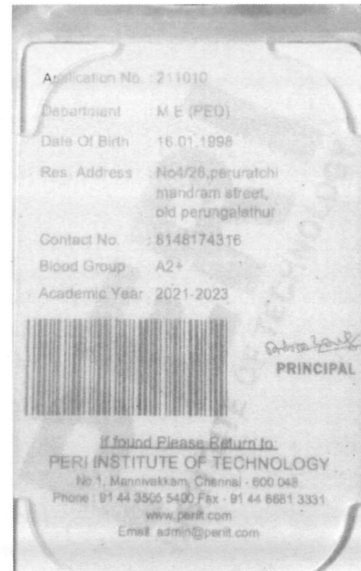 Application No. : 211010
Department M E (PED)
Date Of Birth 16.01.1998
Res. Address No4/26,peruratchi
mandram street,
old perungalathur
Contact No. : 8148174316
Blood Group A2+
Academic Year 2021-2023
PRINCIPAL
If found Please Return to:
PERI INSTITUTE OF TECHNOLOGY
No 1, Mannivakkam, Chennai - 600 048
Phone : 91 44 3505 5400 Fax - 91 44 6681 3331
www.periit.com
Email: admin@periit.com